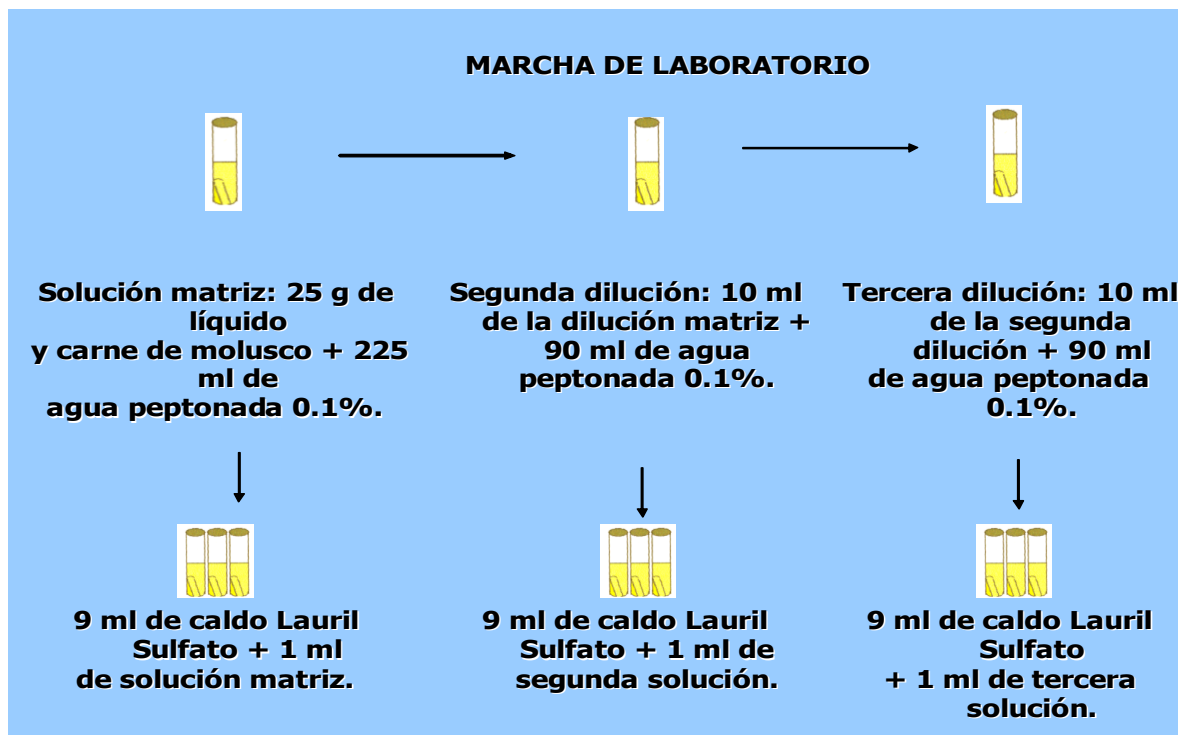 MARCHA DE LABORATORIO
Solución matriz: 25 g de
líquido
y carne de molusco + 225
ml de
agua peptonada 0.1%.
Segunda dilución: 10 ml
de la dilución matriz +
90 ml de agua
peptonada 0.1%.
Tercera dilución: 10 ml
de la segunda
dilución + 90 ml
de agua peptonada
0.1%.
9 ml de caldo Lauril
Sulfato + 1 ml
de solución matriz.
9 ml de caldo Lauril
Sulfato + 1 ml de
segunda solución.
9 ml de caldo Lauril
Sulfato
+ 1 ml de tercera
solución.